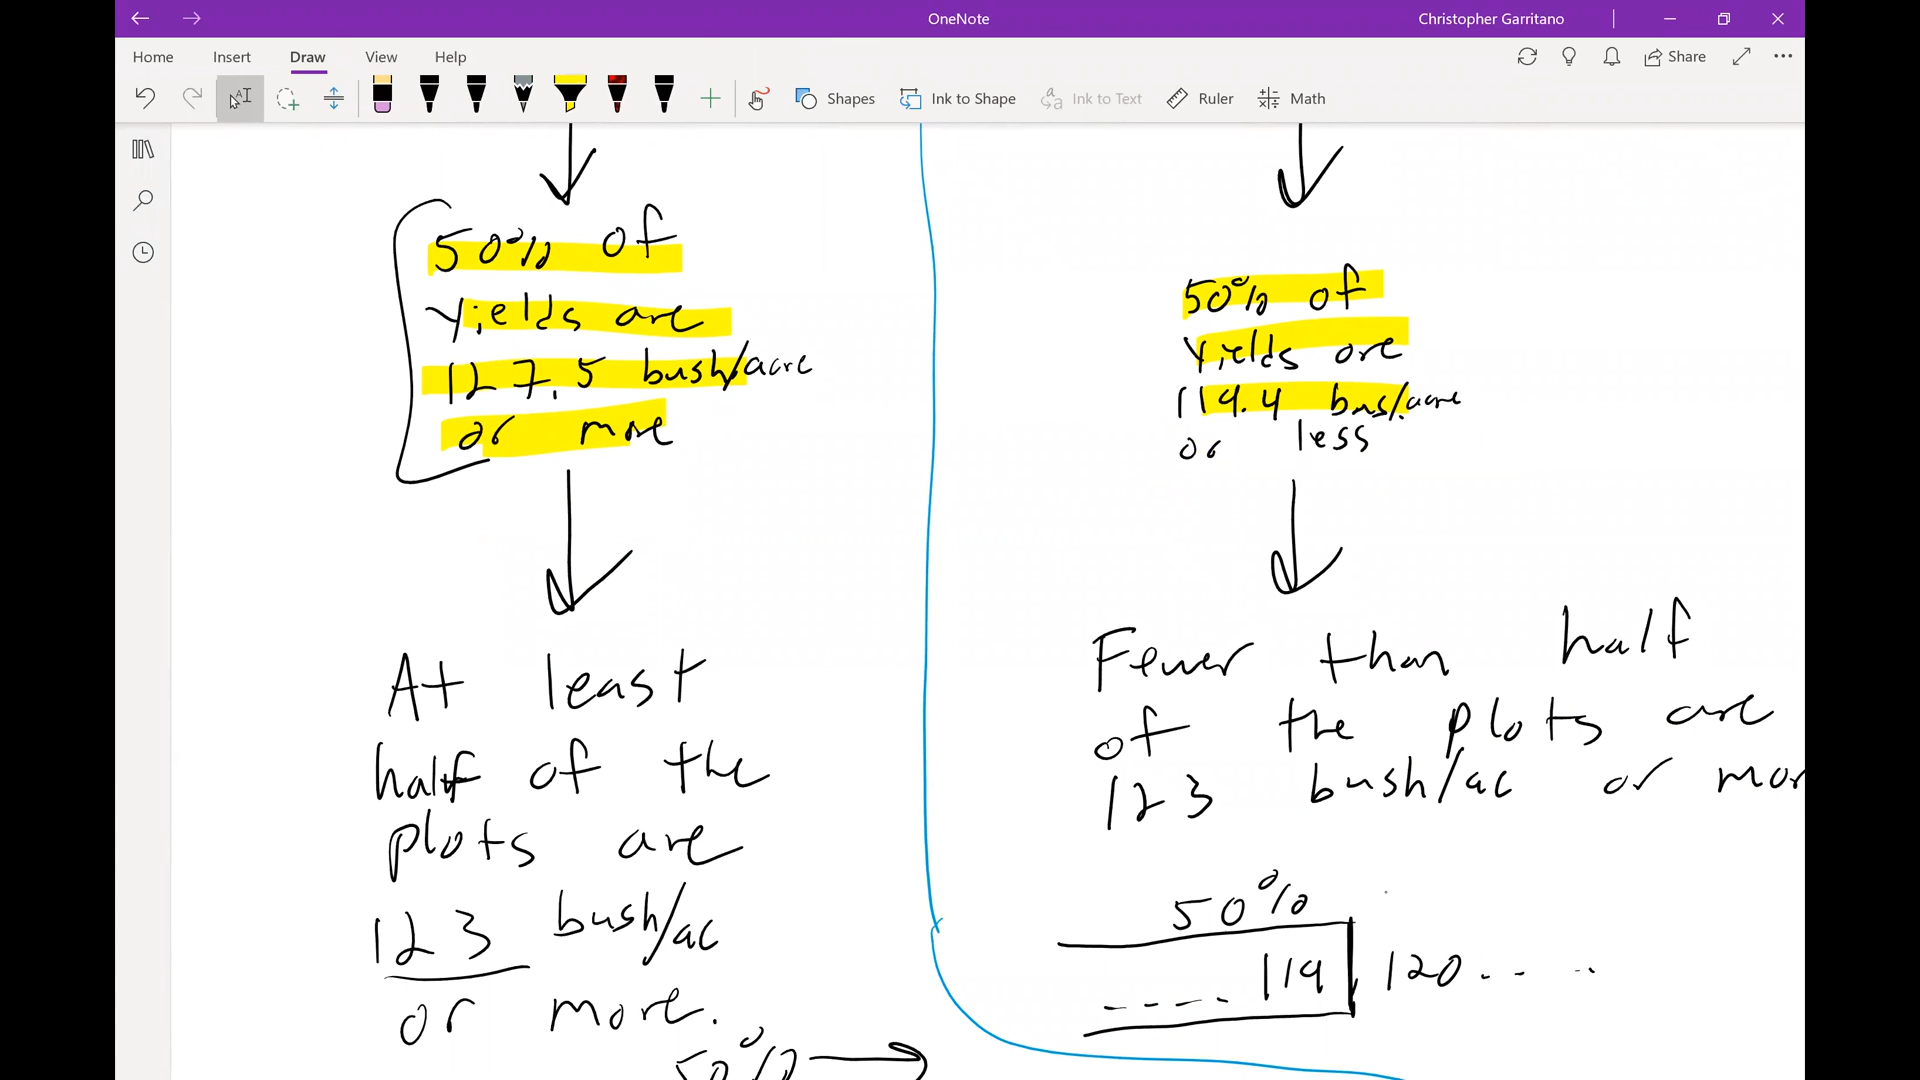 OneNote
Christopher Garritano
Home Insert Draw View Help
Share
Shapes Ink to Shape Ink to Text Ruler Math
50% of
Yields are
127.5 bush/acre
or more
At least
half of the
plots are
123 bush/ac
or more.
50%
50% of
Yields are
119.4 bus/acre
or less
Fewer than half
of the plots are
123 bush/ac or mor
50%
---- 119, 120-- --